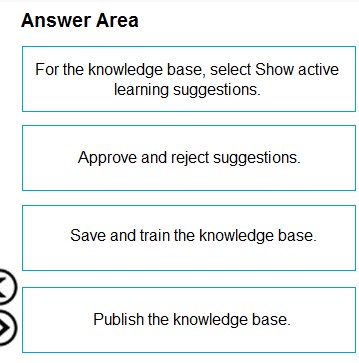 Answer Area
For the knowledge base, select Show active
learning suggestions.
Approve and reject suggestions.
Save and train the knowledge base.
Publish the knowledge base.